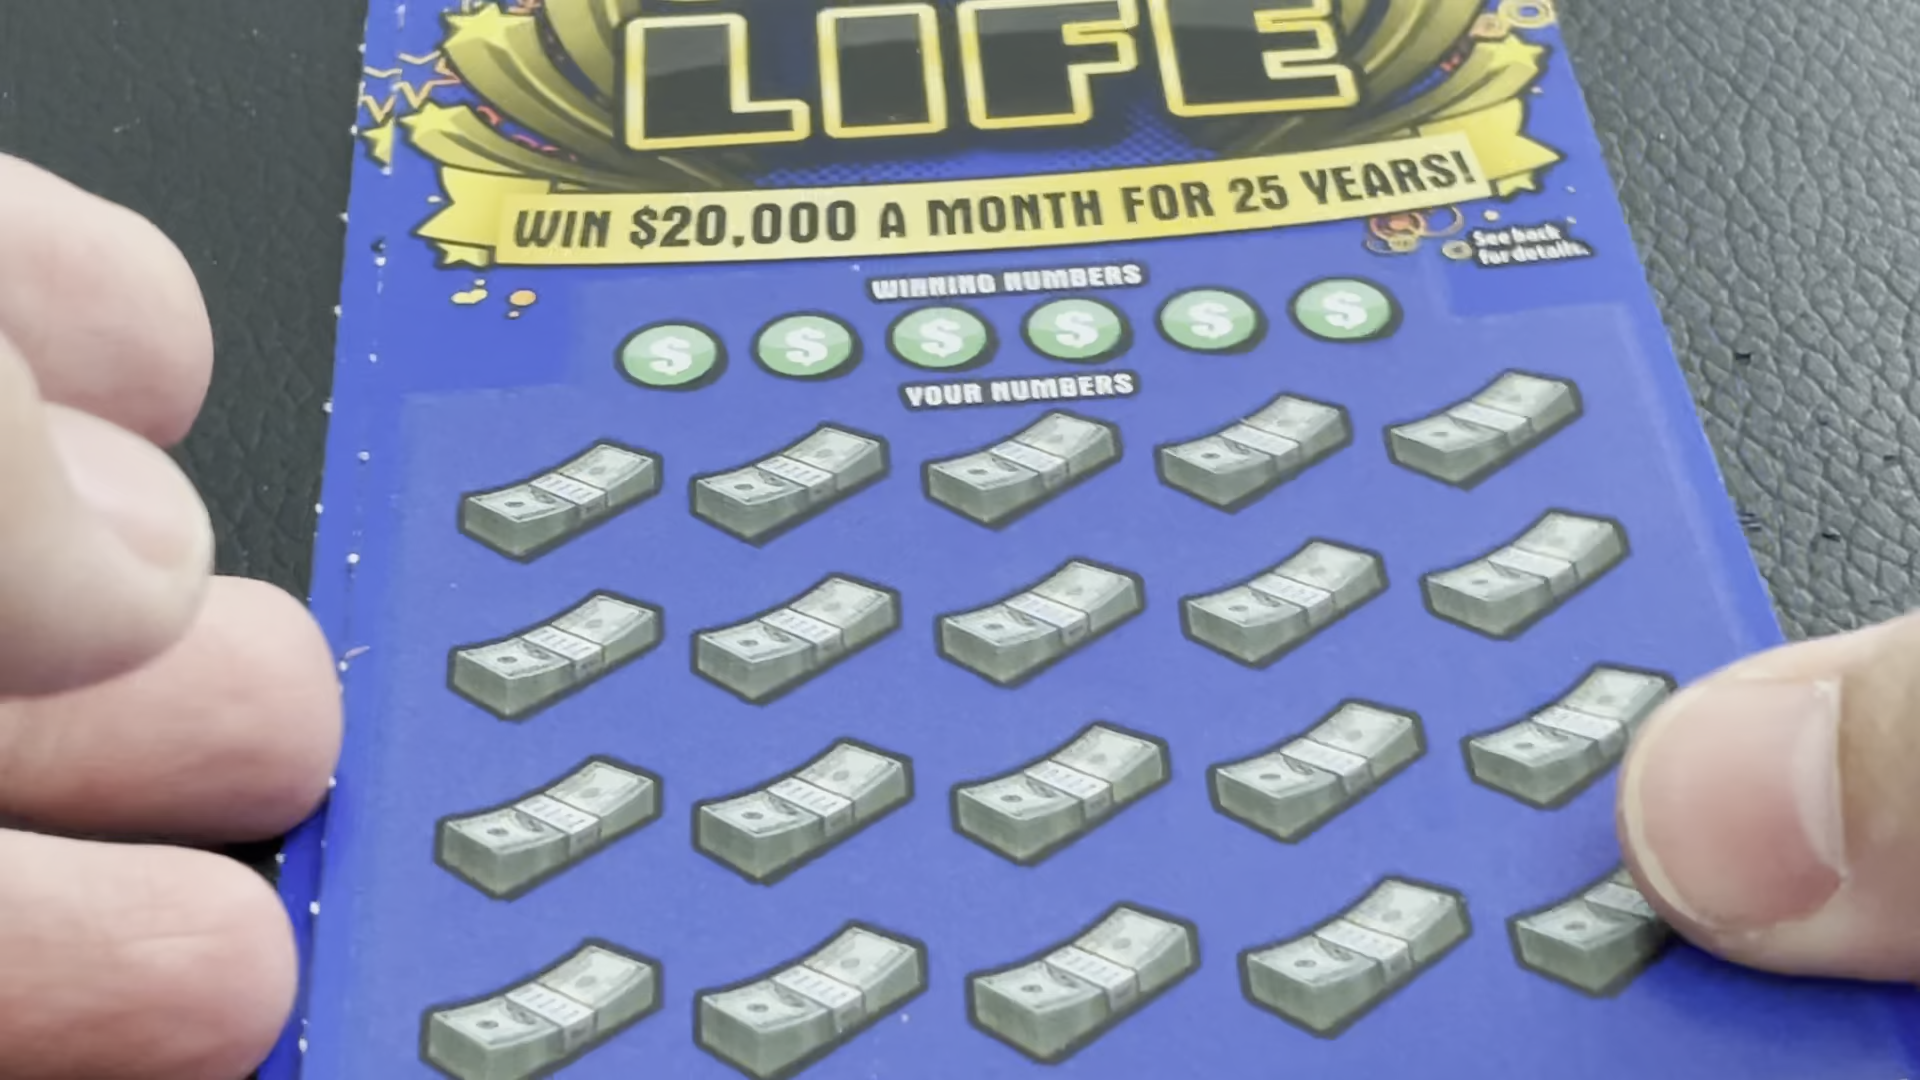 LIFE
WIN $20,000 A MONTH FOR 25 YEARS!
See back
for details.
WINNING NUMBERS
$ $ $ $ $ $
YOUR NUMBERS